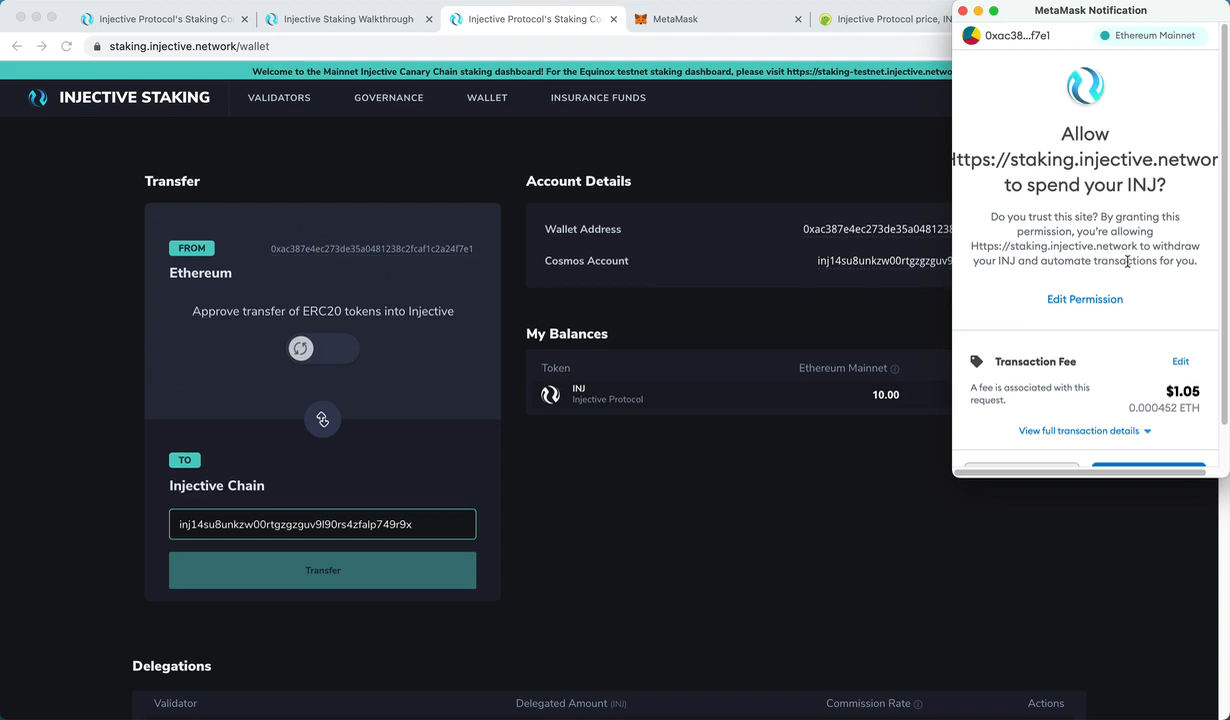 Injective Protocol's Staking Co
Injective Staking Walkthrough
Injective Protocol's Staking Co
MetaMask
Injective Protocol price, IN
staking.injective.network/wallet
Welcome to the Mainnet Injective Canary Chain staking dashboard! For the Equinox testnet staking dashboard, please visit https://staking-testnet.injective.netwo
INJECTIVE STAKING
VALIDATORS
GOVERNANCE
WALLET
INSURANCE FUNDS
Transfer
FROM
0xac387e4ec273de35a0481238c2fcaf1c2a24f7e1
Ethereum
Approve transfer of ERC20 tokens into Injective
TO
Injective Chain
inj14su8unkzw00rtgzgzguv9l90rs4zfalp749r9x
Transfer
Account Details
Wallet Address
0xac387e4ec273de35a0481238
Cosmos Account
inj14su8unkzw00rtgzgzguv9
My Balances
Token
Ethereum Mainnet
INJ
Injective Protocol
10.00
Delegations
Validator
Delegated Amount (INJ)
Commission Rate
Actions
MetaMask Notification
0xac38...f7e1
Ethereum Mainnet
Allow
Https://staking.injective.networ
to spend your INJ?
Do you trust this site? By granting this
permission, you're allowing
Https://staking.injective.network to withdraw
your INJ and automate transactions for you.
Edit Permission
Transaction Fee
Edit
A fee is associated with this
request.
$1.05
0.000452 ETH
View full transaction details